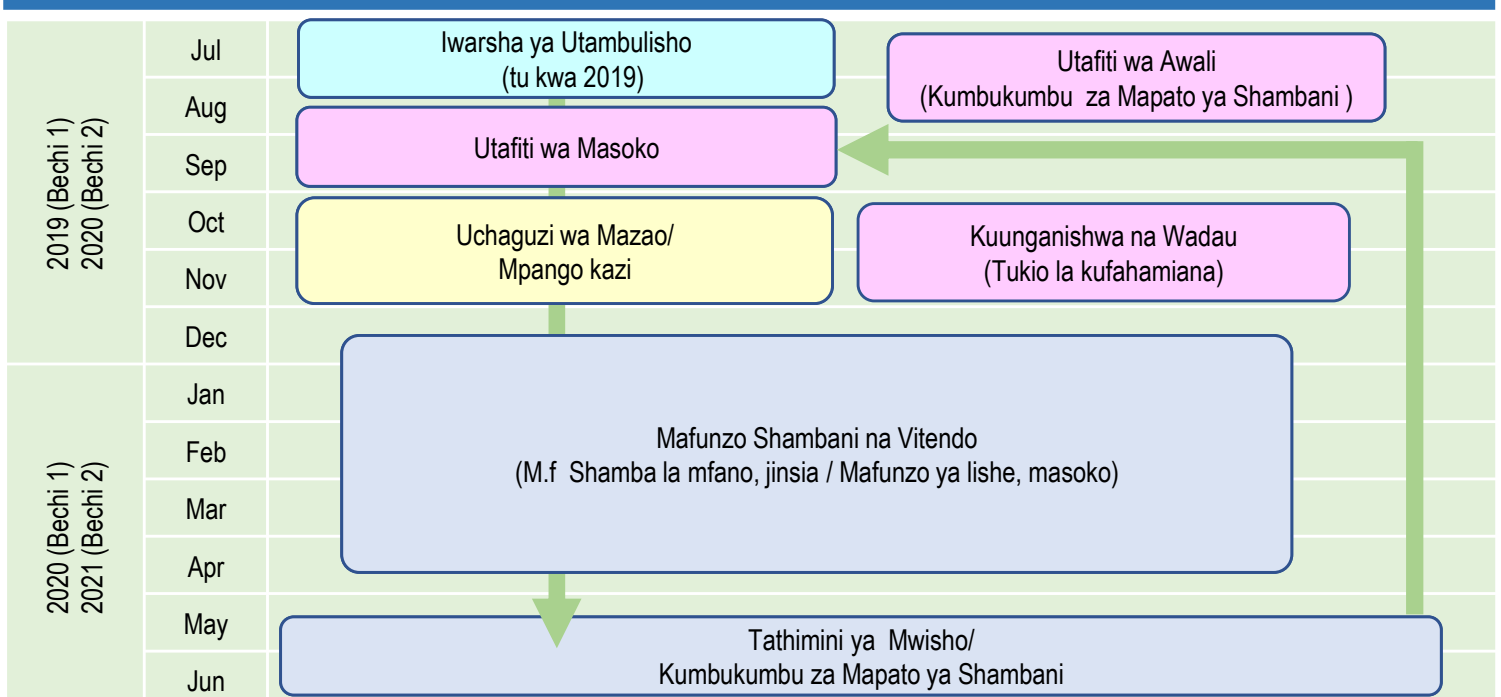 2019 (Bechi 1)
2020 (Bechi 2)
Jul
Aug
Sep
Oct
Nov
Dec
2020 (Bechi 1)
2021 (Bechi 2)
Jan
Feb
Mar
Apr
May
Jun
Iwarsha ya Utambulisho
(tu kwa 2019)
Utafiti wa Awali
(Kumbukumbu za Mapato ya Shambani )
Utafiti wa Masoko
Uchaguzi wa Mazao/
Mpango kazi
Kuunganishwa na Wadau
(Tukio la kufahamiana)
Mafunzo Shambani na Vitendo
(M.f Shamba la mfano, jinsia / Mafunzo ya lishe, masoko)
Tathimini ya Mwisho/
Kumbukumbu za Mapato ya Shambani